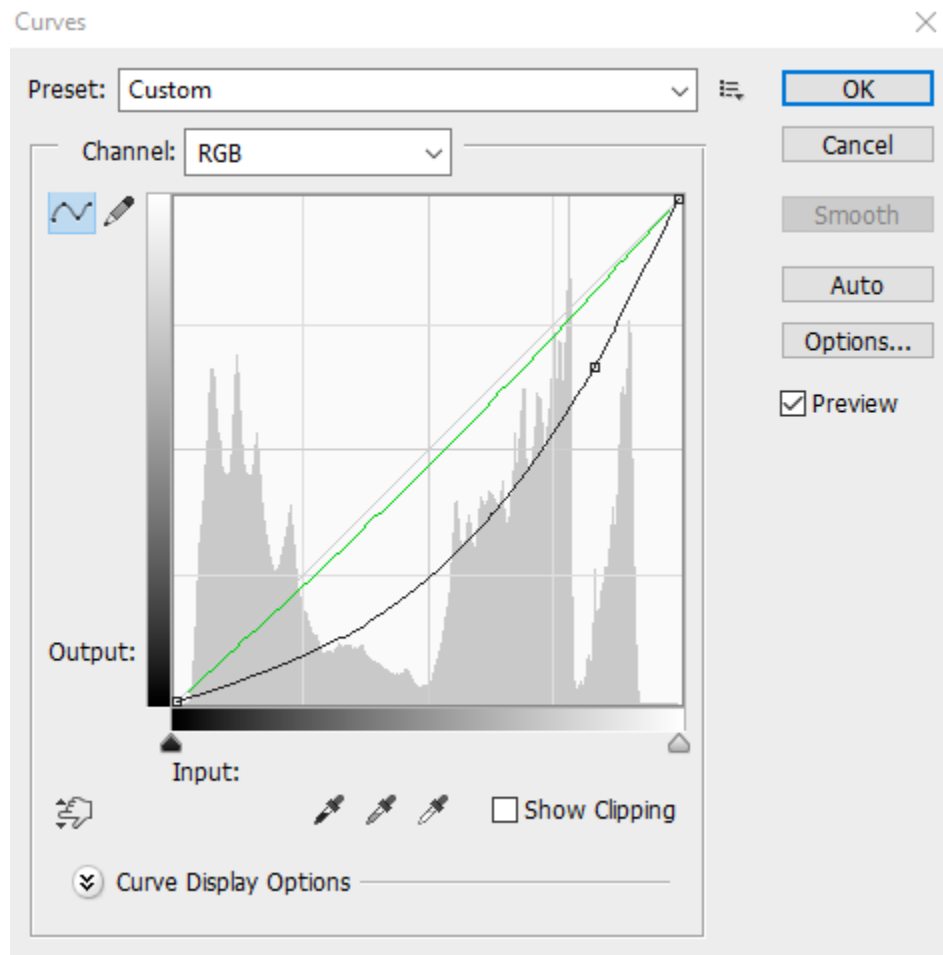 Curves
Preset: Custom
OK
Channel: RGB
Cancel
Smooth
Auto
Options...
Preview
Output:
Input:
Show Clipping
Curve Display Options